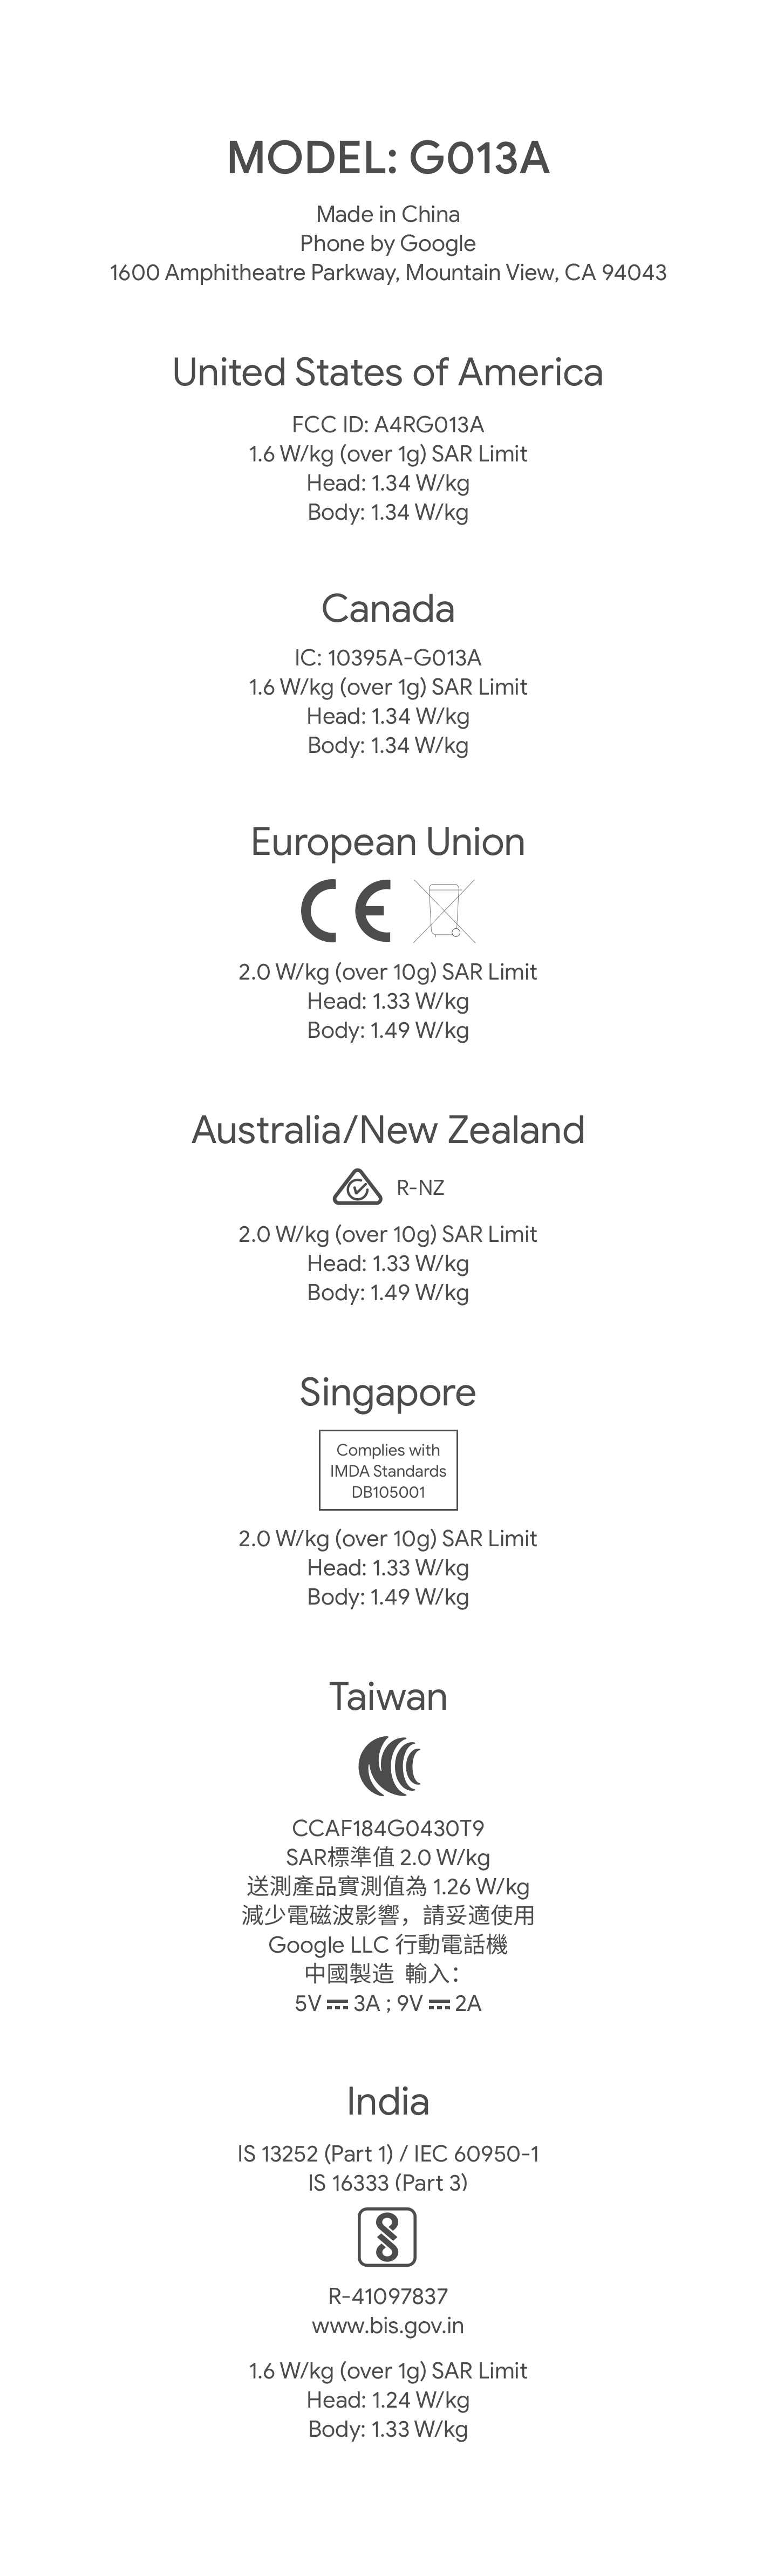 MODEL: G013A
Made in China
Phone by Google
1600 Amphitheatre Parkway, Mountain View, CA 94043
United States of America
FCC ID: A4RG013A
1.6 W/kg (over 1g) SAR Limit
Head: 1.34 W/kg
Body: 1.34 W/kg
Canada
IC: 10395A-G013A
1.6 W/kg (over 1g) SAR Limit
Head: 1.34 W/kg
Body: 1.34 W/kg
European Union
CE
2.0 W/kg (over 10g) SAR Limit
Head: 1.33 W/kg
Body: 1.49 W/kg
Australia/New Zealand
R-NZ
2.0 W/kg (over 10g) SAR Limit
Head: 1.33 W/kg
Body: 1.49 W/kg
Singapore
Complies with
IMDA Standards
DB105001
2.0 W/kg (over 10g) SAR Limit
Head: 1.33 W/kg
Body: 1.49 W/kg
Taiwan
CCAF184G0430T9
SAR標準值 2.0 W/kg
送測產品實測值為 1.26 W/kg
減少電磁波影響，請妥適使用
Google LLC 行動電話機
中國製造 輸入：
5V ⎓ 3A ; 9V ⎓ 2A
India
IS 13252 (Part 1) / IEC 60950-1
IS 16333 (Part 3)
R-41097837
www.bis.gov.in
1.6 W/kg (over 1g) SAR Limit
Head: 1.24 W/kg
Body: 1.33 W/kg